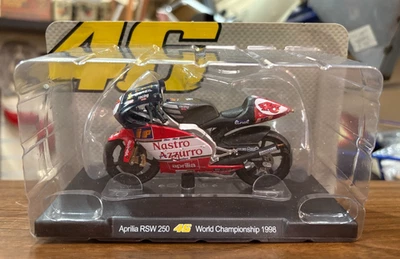 46
Nastro
Azzurro
aprilia
Aprilia RSW 250 46 World Championship 1998